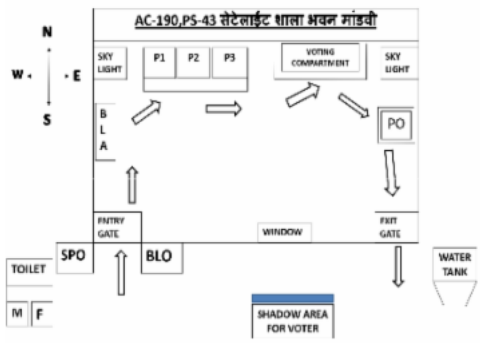 AC-190,PS-43 सेटेलाईट शाला भवन मांडवी
N
W
E
S
SKY
LIGHT
P1
P2
P3
VOTING
COMPARTMENT
SKY
LIGHT
B
L
A
PO
ENTRY
GATE
WINDOW
EXIT
GATE
SPO
BLO
TOILET
M
F
SHADOW AREA
FOR VOTER
WATER
TANK